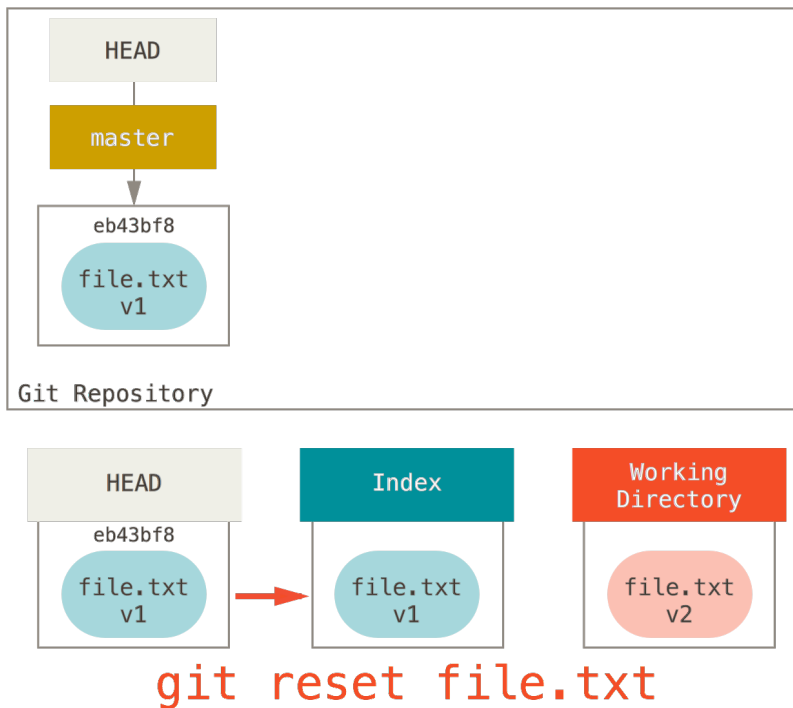 HEAD
master
eb43bf8
file.txt
v1
Git Repository
HEAD
eb43bf8
file.txt
v1
Index
file.txt
v1
Working
Directory
file.txt
v2
git reset file.txt